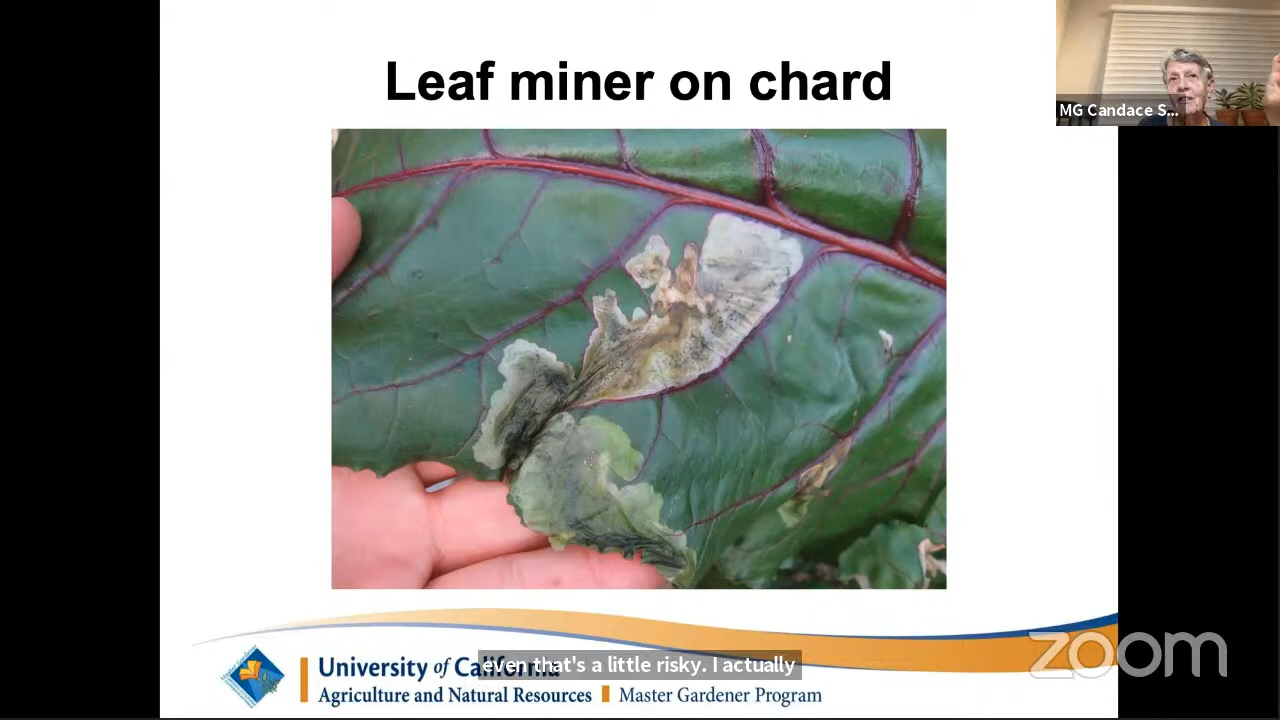 Leaf miner on chard
MG Candace S...
University of California
even that's a little risky. I actually
Agriculture and Natural Resources Master Gardener Program
zoom